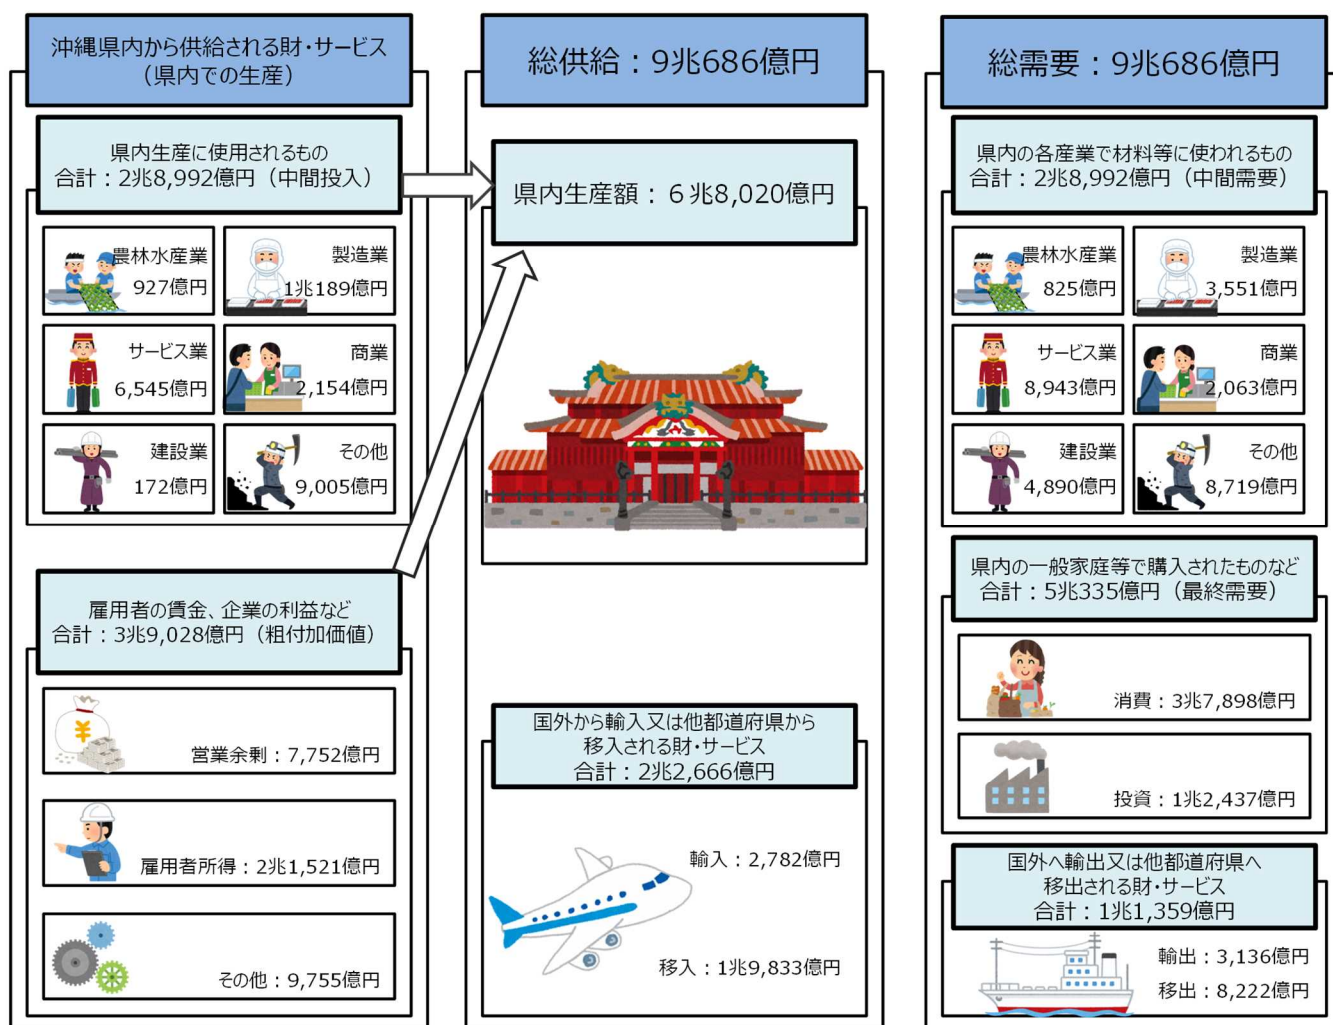 沖縄県内から供給される財・サービス
（県内での生産）
県内生産に使用されるもの
合計：2兆8,992億円（中間投入）
農林水産業
927億円
製造業
1兆189億円
サービス業
6,545億円
商業
2,154億円
建設業
172億円
その他
9,005億円
雇用者の賃金、企業の利益など
合計：3兆9,028億円（粗付加価値）
¥
営業余剰：7,752億円
雇用者所得：2兆1,521億円
その他：9,755億円
総供給：9兆686億円
県内生産額：６兆8,020億円
国外から輸入又は他都道府県から
移入される財・サービス
合計：2兆2,666億円
輸入：2,782億円
移入：1兆9,833億円
総需要：9兆686億円
県内の各産業で材料等に使われるもの
合計：2兆8,992億円（中間需要）
農林水産業
825億円
製造業
3,551億円
サービス業
8,943億円
商業
2,063億円
建設業
4,890億円
その他
8,719億円
県内の一般家庭等で購入されたものなど
合計：5兆335億円（最終需要）
消費：3兆7,898億円
投資：1兆2,437億円
国外へ輸出又は他都道府県へ
移出される財・サービス
合計：1兆1,359億円
輸出：3,136億円
移出：8,222億円